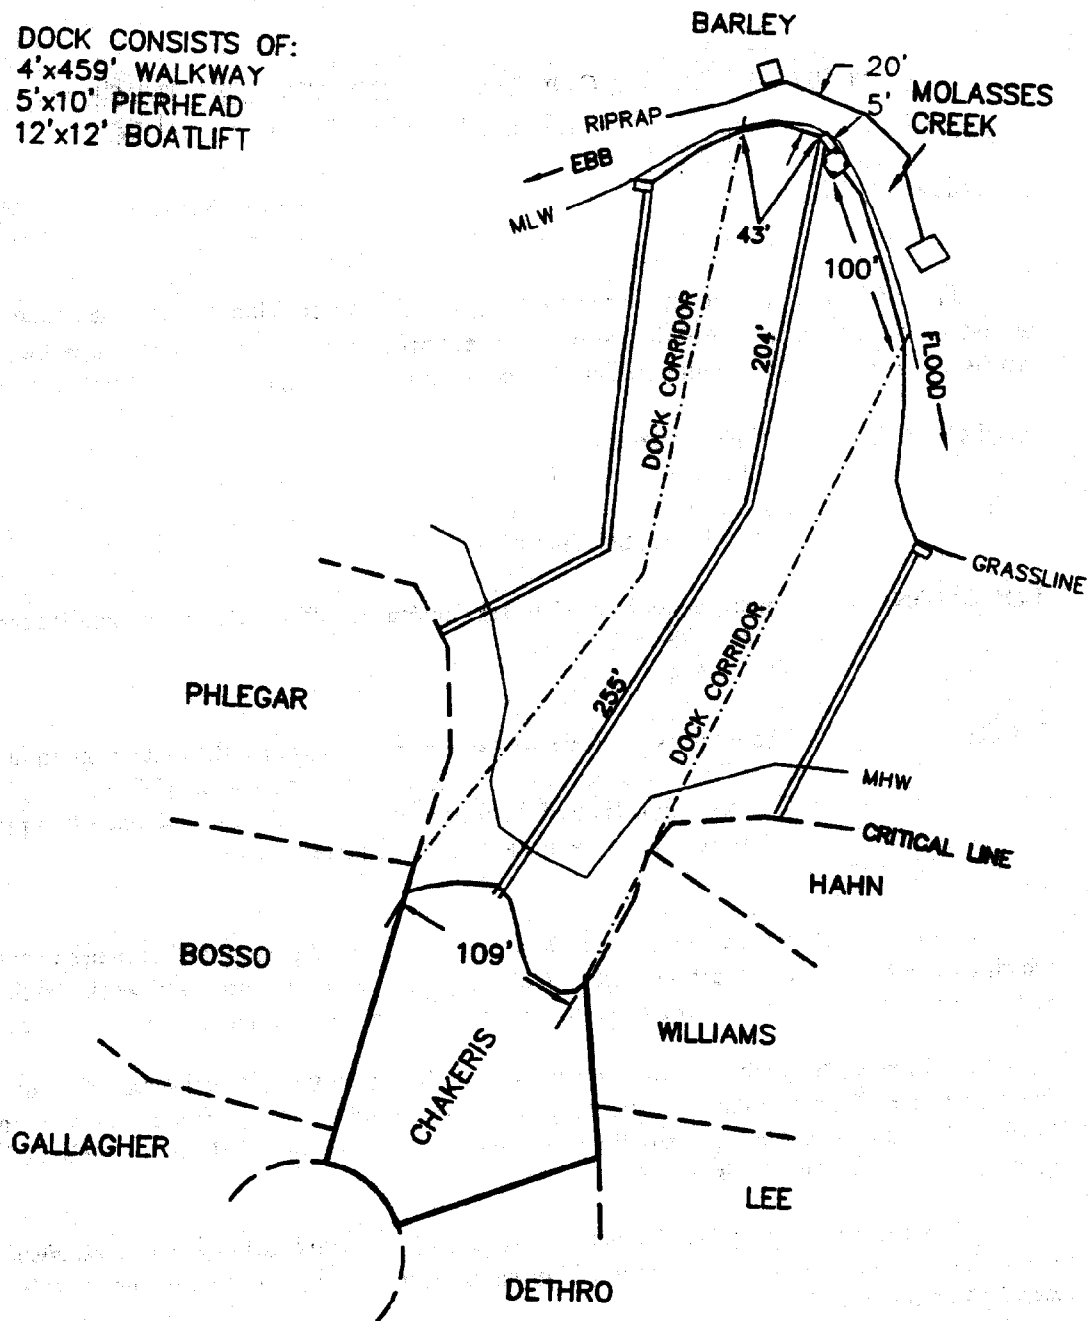 DOCK CONSISTS OF:
4'x459' WALKWAY
5'x10' PIERHEAD
12'x12' BOATLIFT
BARLEY
20'
5'
MOLASSES
CREEK
RIPRAP
EBB
MLW
43'
100'
DOCK CORRIDOR
204'
FLOOD
GRASSLINE
PHLEGAR
255'
DOCK CORRIDOR
MHW
CRITICAL LINE
HAHN
BOSSO
109'
WILLIAMS
CHAKERIS
GALLAGHER
LEE
DETHRO